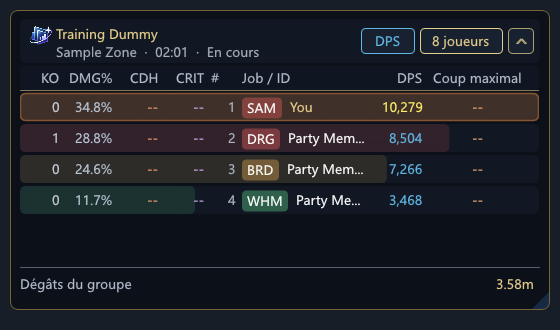 Training Dummy
Sample Zone · 02:01 · En cours
DPS
8 joueurs
KO DMG% CDH CRIT # Job / ID DPS Coup maximal
0 34.8% -- -- 1 SAM You 10,279 --
1 28.8% -- -- 2 DRG Party Mem... 8,504 --
0 24.6% -- -- 3 BRD Party Mem... 7,266 --
0 11.7% -- -- 4 WHM Party Me... 3,468 --
Dégâts du groupe 3.58m